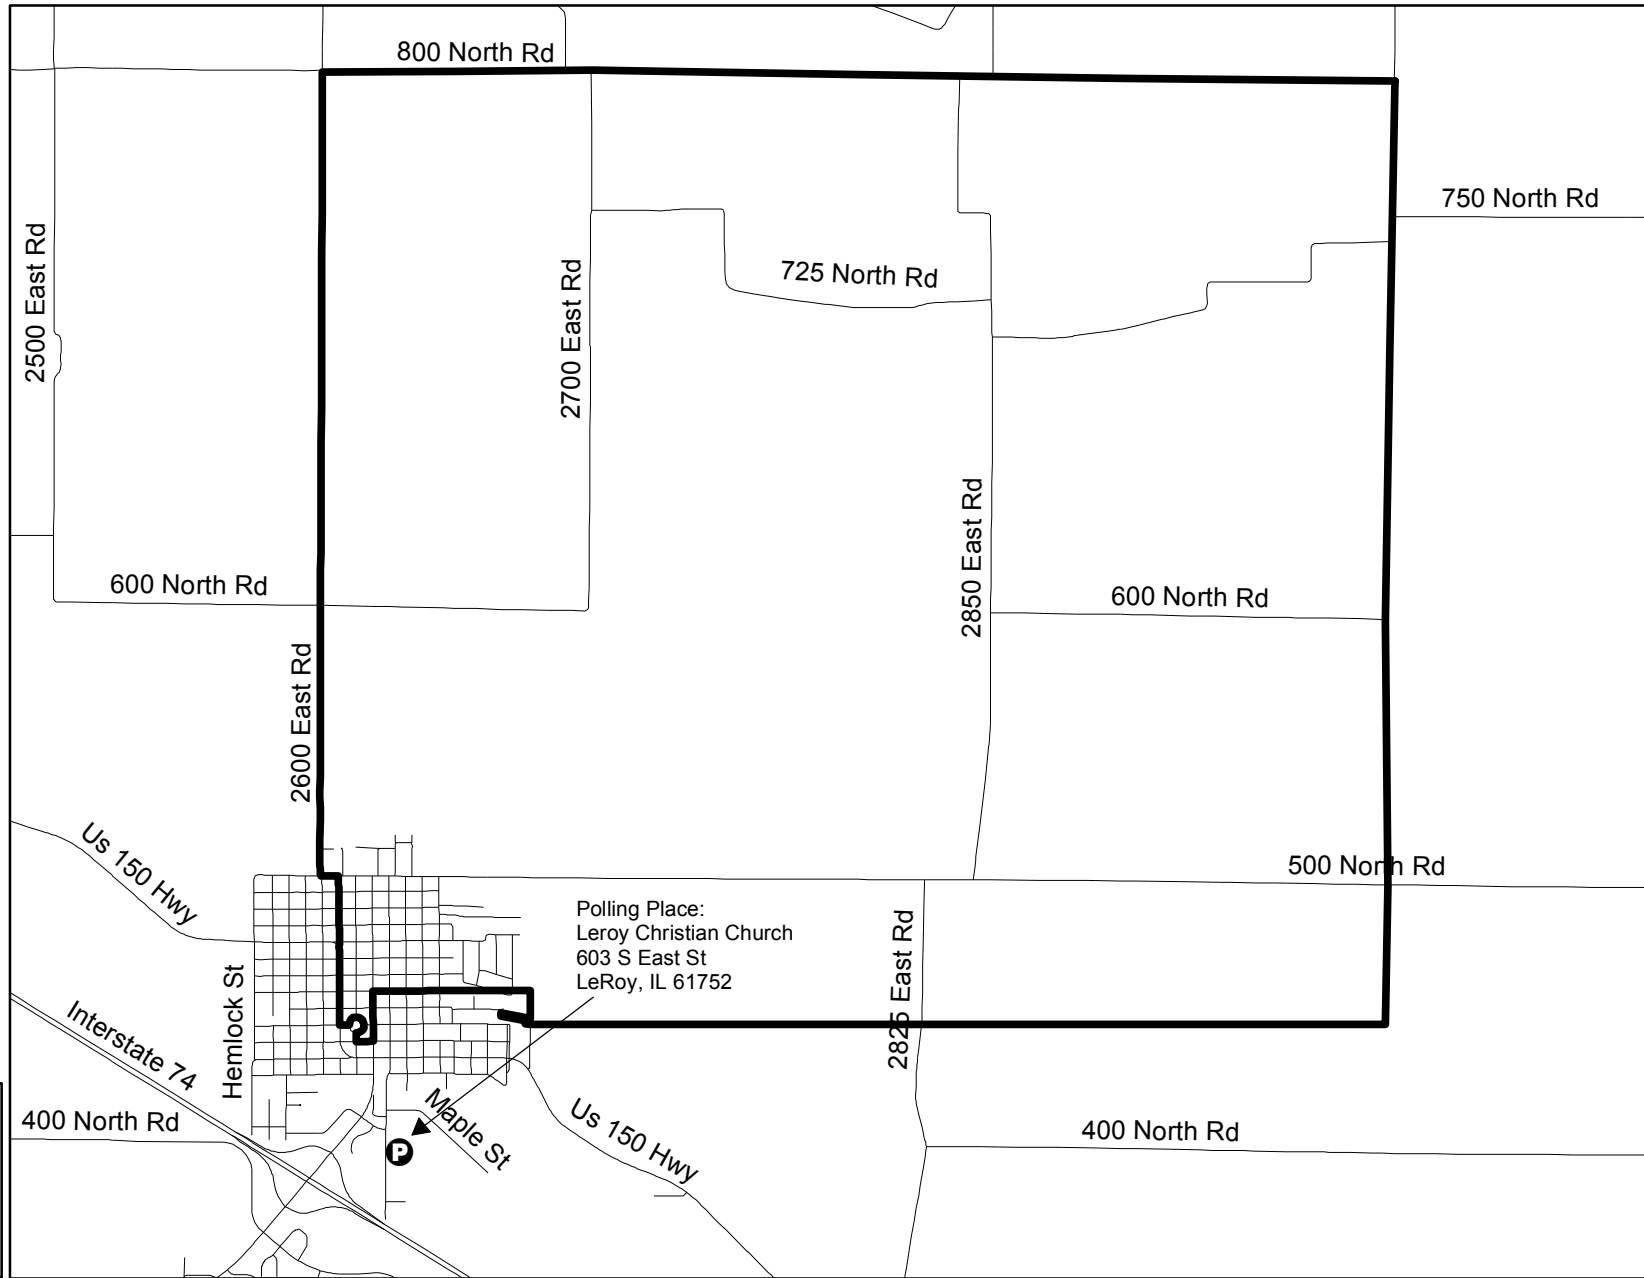 800 North Rd
750 North Rd
2500 East Rd
725 North Rd
2700 East Rd
2850 East Rd
600 North Rd
600 North Rd
2600 East Rd
Us 150 Hwy
500 North Rd
Polling Place:
Leroy Christian Church
603 S East St
LeRoy, IL 61752
2825 East Rd
Hemlock St
Interstate 74
400 North Rd
Maple St
P
Us 150 Hwy
400 North Rd